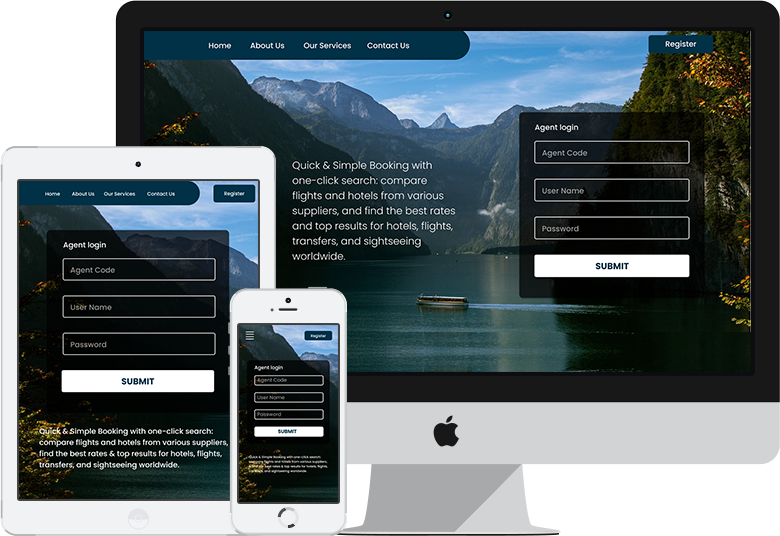 Home About Us Our Services Contact Us Register
Agent login
Agent Code
User Name
Password
SUBMIT
Quick & Simple Booking with
one-click search: compare
flights and hotels from various
suppliers, and find the best rates
and top results for hotels, flights,
transfers, and sightseeing
worldwide.
Home About Us Our Services Contact Us Register
Agent login
Agent Code
User Name
Password
SUBMIT
Quick & Simple Booking with one-click search:
compare flights and hotels from various suppliers,
find the best rates & top results for hotels, flights,
transfers, and sightseeing worldwide.
Register
Agent login
Agent Code
User Name
Password
SUBMIT
Quick & Simple Booking with one-click search:
compare flights and hotels from various suppliers,
& find the best rates & top results for hotels, flights,
transfers, and sightseeing worldwide.